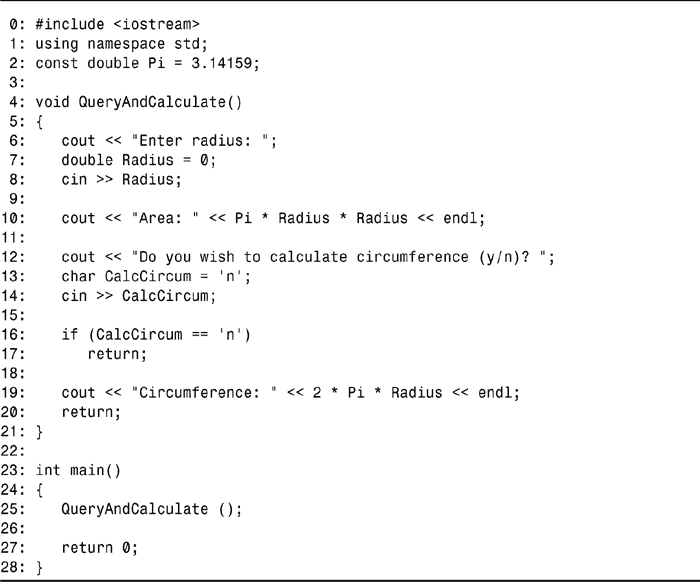 0: #include <iostream>
1: using namespace std;
2: const double Pi = 3.14159;
3:
4: void QueryAndCalculate()
5: {
6:    cout << "Enter radius: ";
7:    double Radius = 0;
8:    cin >> Radius;
9:
10:    cout << "Area: " << Pi * Radius * Radius << endl;
11:
12:    cout << "Do you wish to calculate circumference (y/n)? ";
13:    char CalcCircum = 'n';
14:    cin >> CalcCircum;
15:
16:    if (CalcCircum == 'n')
17:       return;
18:
19:    cout << "Circumference: " << 2 * Pi * Radius << endl;
20:    return;
21: }
22:
23: int main()
24: {
25:    QueryAndCalculate ();
26:
27:    return 0;
28: }